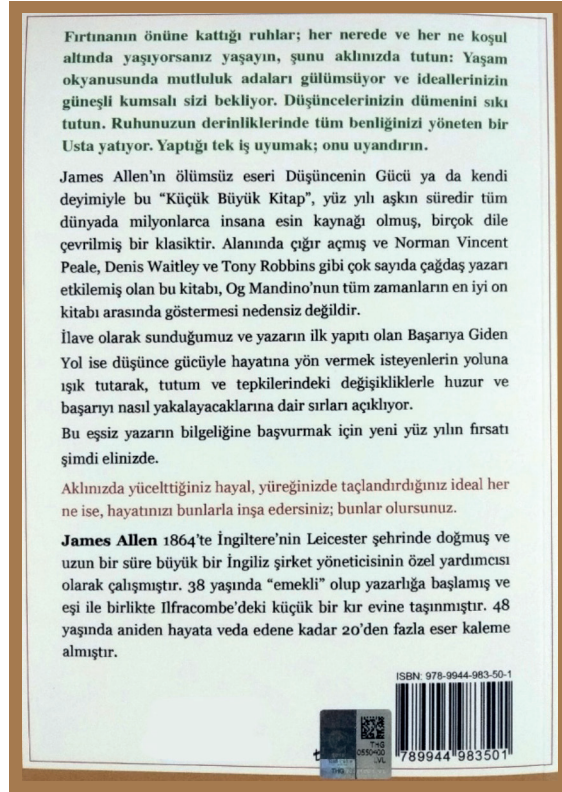 Fırtınanın önüne kattığı ruhlar; her nerede ve her ne koşul
altında yaşıyorsanız yaşayın, şunu aklınızda tutun: Yaşam
okyanusunda mutluluk adaları gülümsüyor ve ideallerinizin
güneşli kumsalı sizi bekliyor. Düşüncelerinizin dümenini sıkı
tutun. Ruhunuzun derinliklerinde tüm benliğinizi yöneten bir
Usta yatıyor. Yaptığı tek iş uyumak; onu uyandırın.
James Allen’ın ölümsüz eseri Düşüncenin Gücü ya da kendi
deyimiyle bu “Küçük Büyük Kitap”, yüz yılı aşkın süredir tüm
dünyada milyonlarca insana esin kaynağı olmuş, birçok dile
çevrilmiş bir klasiktir. Alanında çığır açmış ve Norman Vincent
Peale, Denis Waitley ve Tony Robbins gibi çok sayıda çağdaş yazarı
etkilemiş olan bu kitabı, Og Mandino’nun tüm zamanların en iyi on
kitabı arasında göstermesi nedensiz değildir.
İlave olarak sunduğumuz ve yazarın ilk yapıtı olan Başarıya Giden
Yol ise düşünce gücüyle hayatına yön vermek isteyenlerin yoluna
ışık tutarak, tutum ve tepkilerindeki değişikliklerle huzur ve
başarıyı nasıl yakalayacaklarına dair sırları açıklıyor.
Bu eşsiz yazarın bilgeliğine başvurmak için yeni yüz yılın fırsatı
şimdi elinizde.
Aklınızda yücelttiğiniz hayal, yüreğinizde taçlandırdığınız ideal her
ne ise, hayatınızı bunlarla inşa edersiniz; bunlar olursunuz.
James Allen 1864’te İngiltere’nin Leicester şehrinde doğmuş ve
uzun bir süre büyük bir İngiliz şirket yöneticisinin özel yardımcısı
olarak çalışmıştır. 38 yaşında “emekli” olup yazarlığa başlamış ve
eşi ile birlikte Ilfracombe’deki küçük bir kır evine taşınmıştır. 48
yaşında aniden hayata veda edene kadar 20’den fazla eser kaleme
almıştır.
ISBN: 978-9944-983-50-1
THG
0550400
789944 983501